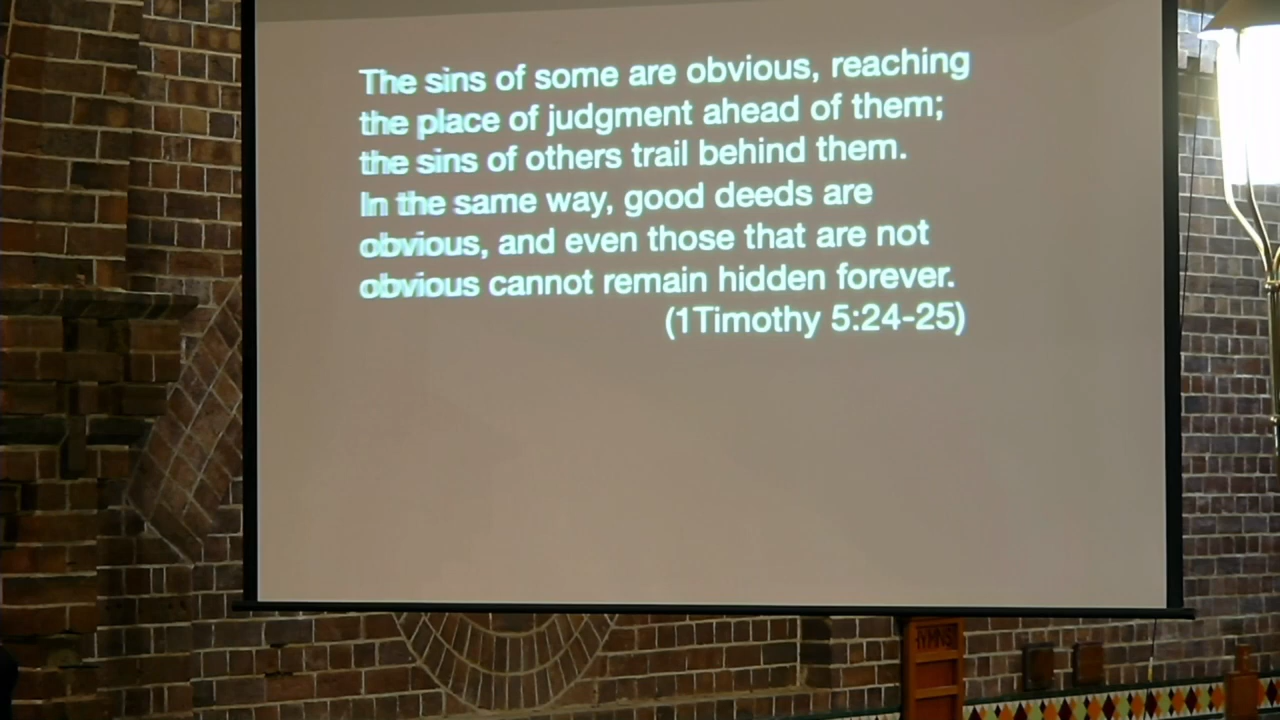 The sins of some are obvious, reaching
the place of judgment ahead of them;
the sins of others trail behind them.
In the same way, good deeds are
obvious, and even those that are not
obvious cannot remain hidden forever.
(1Timothy 5:24-25)
HYMNS